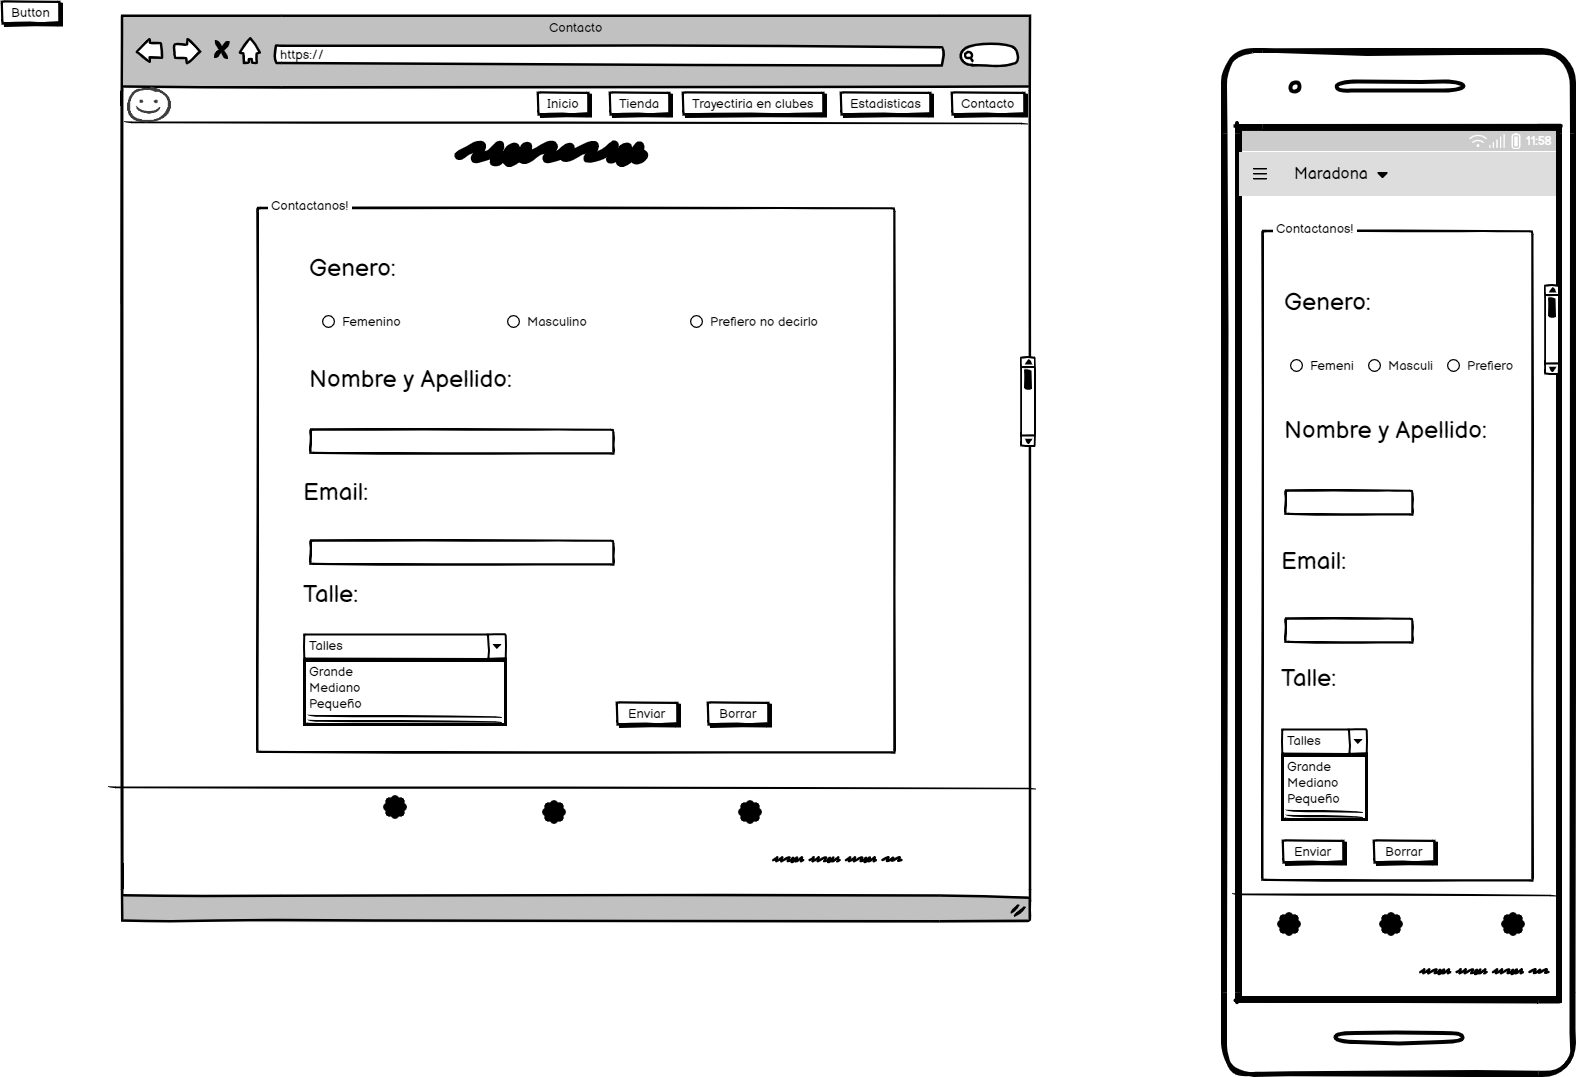 Button
Contacto
https://
Inicio Tienda Trayectiria en clubes Estadisticas Contacto
Contactanos!
Genero:
Femenino Masculino Prefiero no decirlo
Nombre y Apellido:
Email:
Talle:
Talles
Grande
Mediano
Pequeño
Enviar Borrar
11:58
Maradona
Contactanos!
Genero:
Femeni Masculi Prefiero
Nombre y Apellido:
Email:
Talle:
Talles
Grande
Mediano
Pequeño
Enviar Borrar